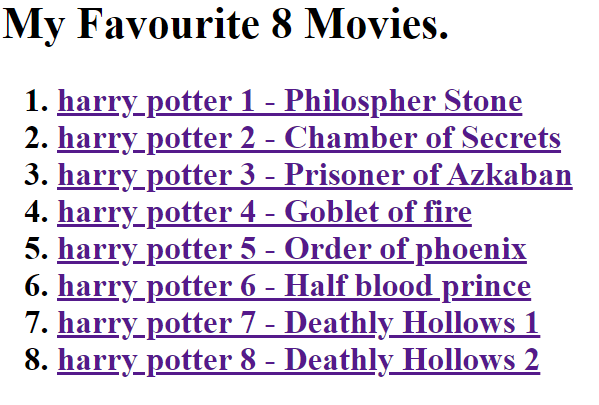 My Favourite 8 Movies.
1. harry potter 1 - Philospher Stone
2. harry potter 2 - Chamber of Secrets
3. harry potter 3 - Prisoner of Azkaban
4. harry potter 4 - Goblet of fire
5. harry potter 5 - Order of phoenix
6. harry potter 6 - Half blood prince
7. harry potter 7 - Deathly Hollows 1
8. harry potter 8 - Deathly Hollows 2